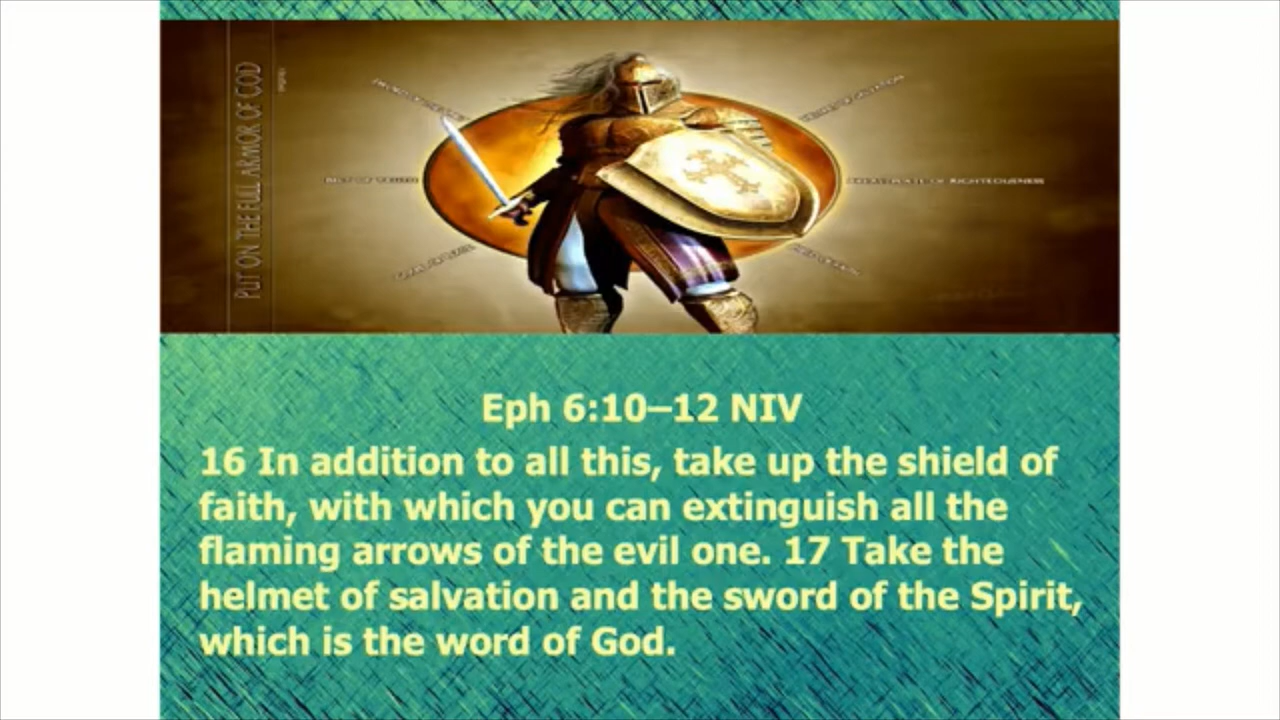 PUT ON THE FULL ARMOR OF GOD
Eph 6:10–12 NIV
16 In addition to all this, take up the shield of
faith, with which you can extinguish all the
flaming arrows of the evil one. 17 Take the
helmet of salvation and the sword of the Spirit,
which is the word of God.